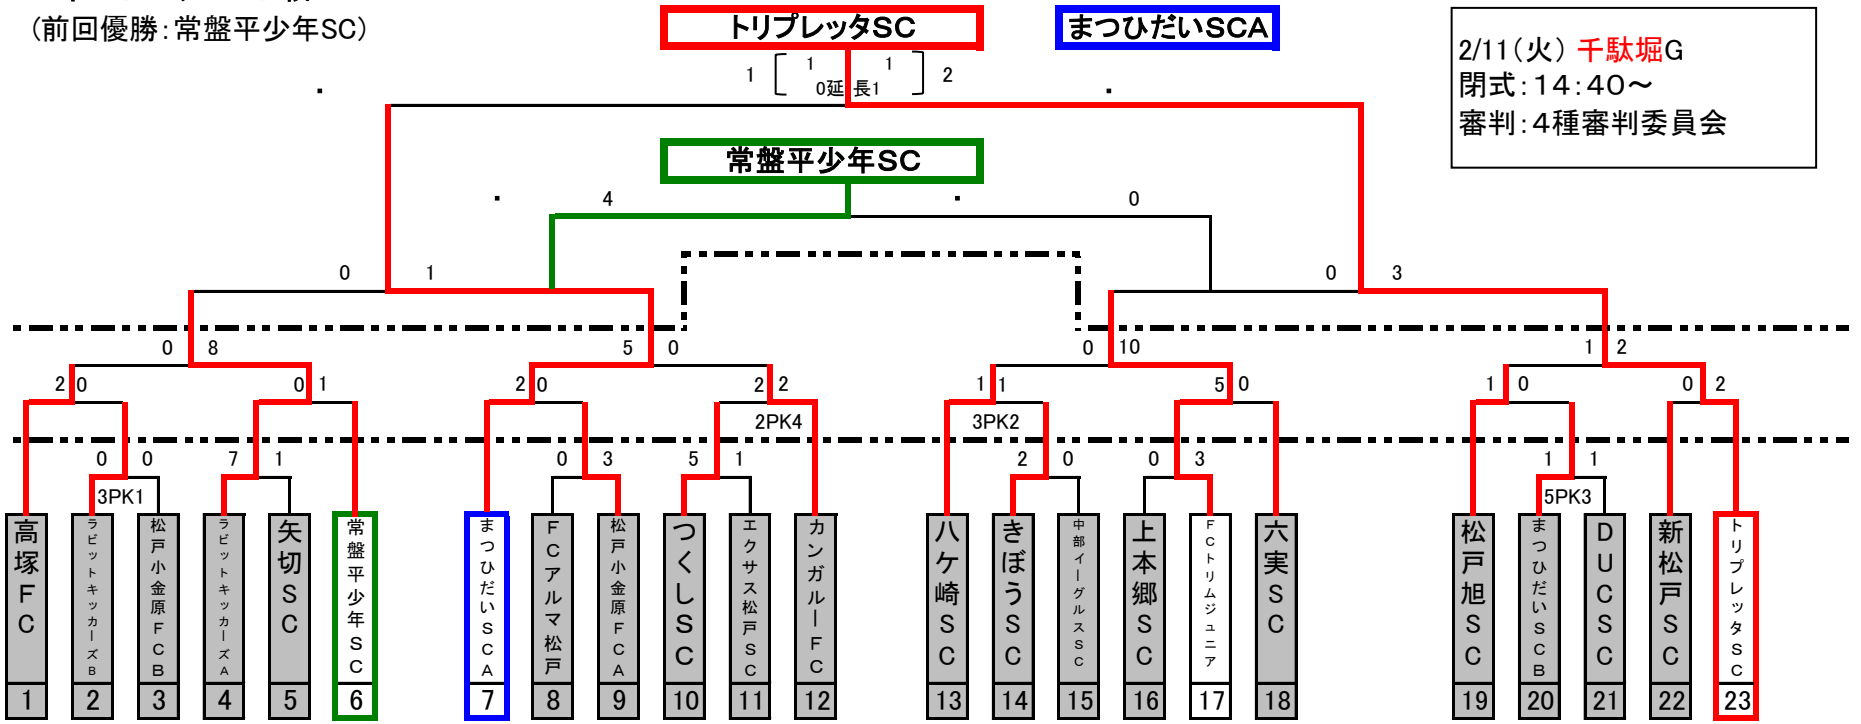 (前回優勝:常盤平少年SC)
トリプレッタSC
まつひだいSCA
2/11(火) 千駄堀G
閉式:14:40～
審判:4種審判委員会
1 1 1 2
0延長1
常盤平少年SC
4 0
0 1 0 3
0 8 5 0 0 10 1 2
2 0 0 1 2 0 2 2 1 1 5 0 1 0 0 2
2PK4 3PK2
0 0 7 1 0 3 5 1 2 0 0 3 1 1
3PK1 5PK3
高塚FC
ラビットキッカーズB
松戸小金原FCB
ラビットキッカーズA
矢切SC
常盤平少年SC
まつひだいSCA
FCアルマ松戸
松戸小金原FCA
つくしSC
エクサス松戸SC
カンガルーFC
八ケ崎SC
きぼうSC
中部イーグルスSC
上本郷SC
FCトリムジュニア
六実SC
松戸旭SC
まつひだいSCB
DUCSC
新松戸SC
トリプレッタSC
1 2 3 4 5 6 7 8 9 10 11 12 13 14 15 16 17 18 19 20 21 22 23